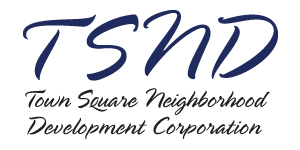 TSND
Town Square Neighborhood
Development Corporation